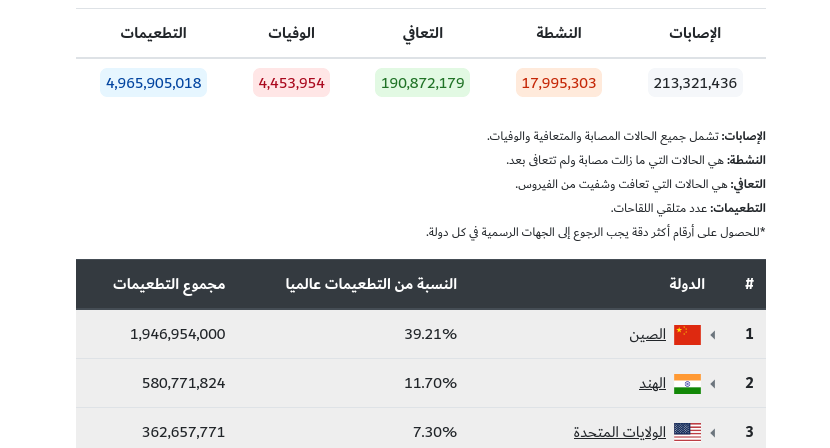 الإصابات النشطة التعافي الوفيات التطعيمات
213,321,436 17,995,303 190,872,179 4,453,954 4,965,905,018
الإصابات: تشمل جميع الحالات المصابة والمتعافية والوفيات.
النشطة: هي الحالات التي ما زالت مصابة ولم تتعافى بعد.
التعافي: هي الحالات التي تعافت وشفيت من الفيروس.
التطعيمات: عدد متلقي اللقاحات.
*للحصول على أرقام أكثر دقة يجب الرجوع إلى الجهات الرسمية في كل دولة.
# الدولة النسبة من التطعيمات عالميا مجموع التطعيمات
1 الصين 39.21% 1,946,954,000
2 الهند 11.70% 580,771,824
3 الولايات المتحدة 7.30% 362,657,771